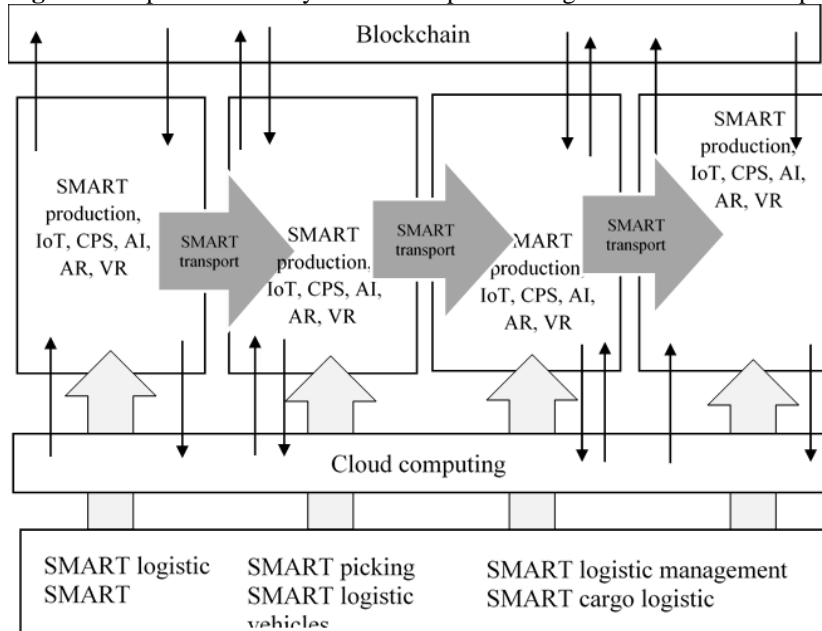 Blockchain
SMART
production,
IoT, CPS, AI,
AR, VR
SMART
transport
SMART
production,
IoT, CPS, AI,
AR, VR
SMART
transport
MART
production,
IoT, CPS, AI,
AR, VR
SMART
transport
SMART
production,
IoT, CPS, AI,
AR, VR
Cloud computing
SMART logistic
SMART
SMART picking
SMART logistic
vehicles
SMART logistic management
SMART cargo logistic